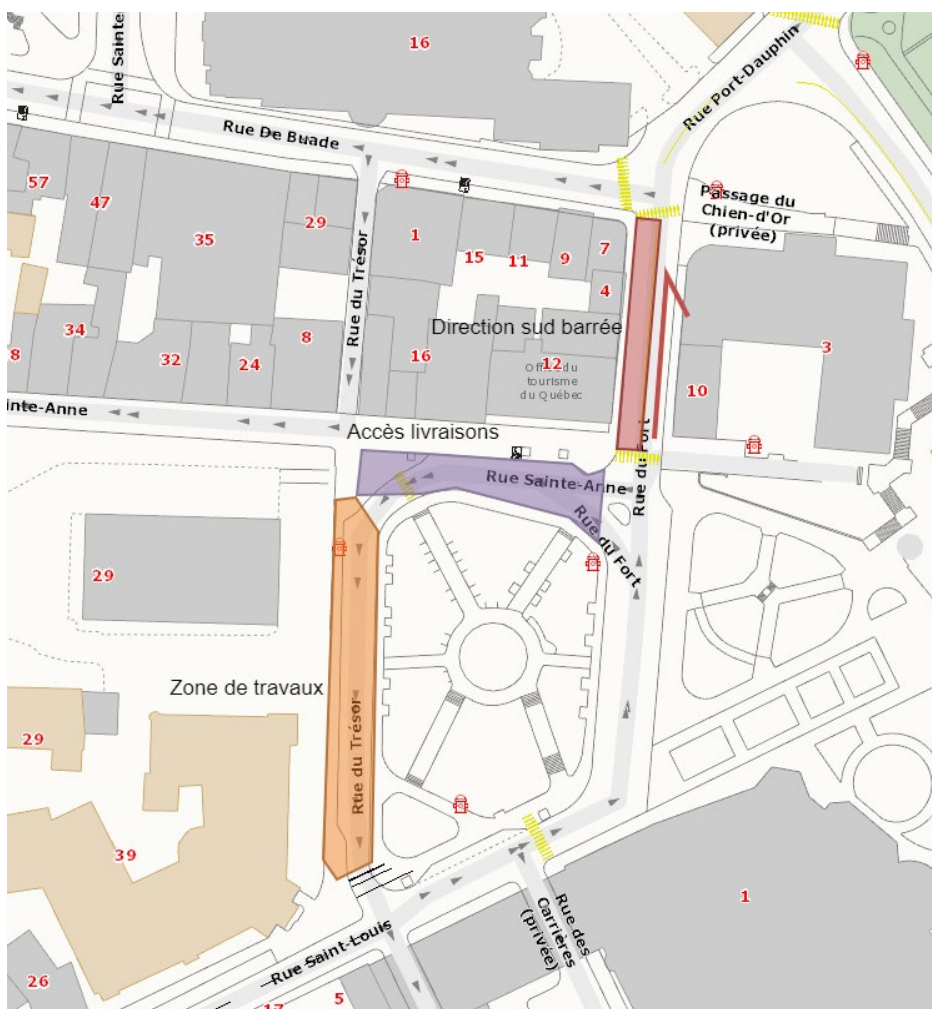 16
Rue Sainte
Rue Port-Dauphin
Rue De Buade
57
47
35
29
1
15
11
9
7
4
Passage du
Chien-d'Or
(privée)
Rue du Trésor
Direction sud barrée
8
34
32
24
8
16
12
Office du
tourisme
du Québec
3
10
inte-Anne
Accès livraisons
Rue Sainte-Anne
Rue du Fort
Rue du Fort
29
Zone de travaux
Rue du Trésor
29
39
1
Rue Saint-Louis
Rue des
Carrières
(privée)
26
17
5